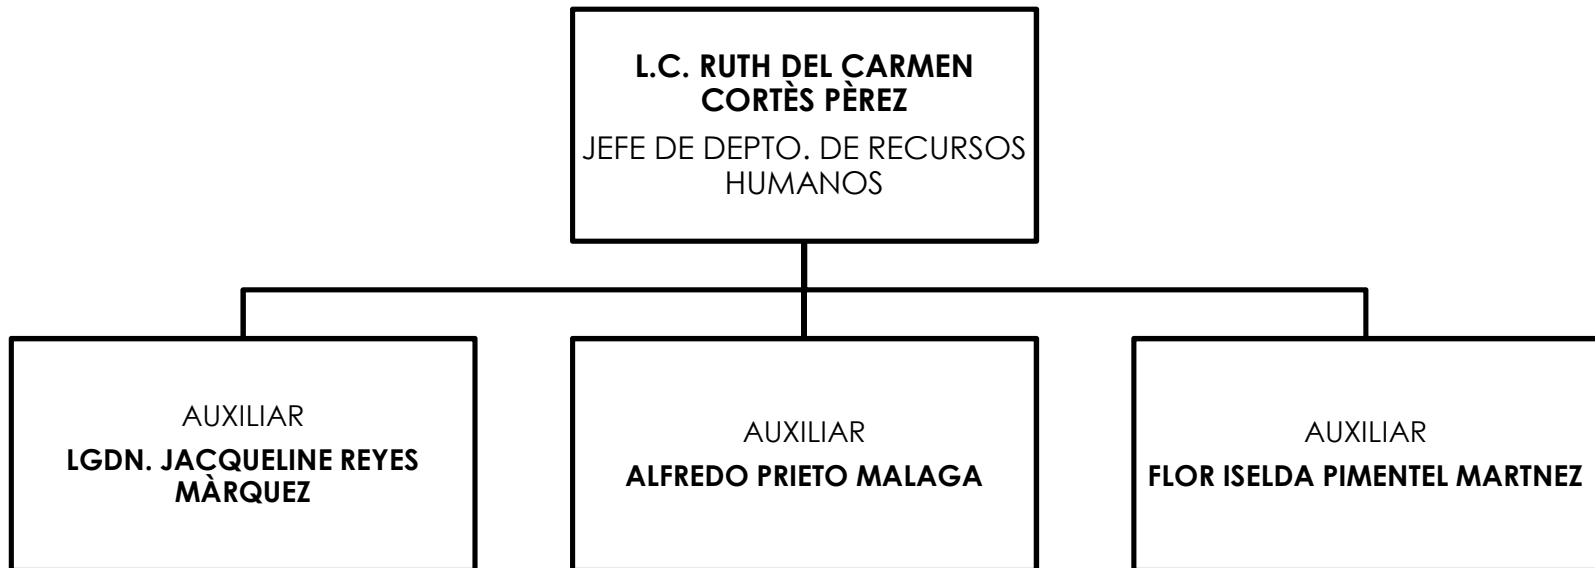 L.C. RUTH DEL CARMEN
CORTÈS PÈREZ
JEFE DE DEPTO. DE RECURSOS
HUMANOS
AUXILIAR
LGDN. JACQUELINE REYES
MÀRQUEZ
AUXILIAR
ALFREDO PRIETO MALAGA
AUXILIAR
FLOR ISELDA PIMENTEL MARTNEZ